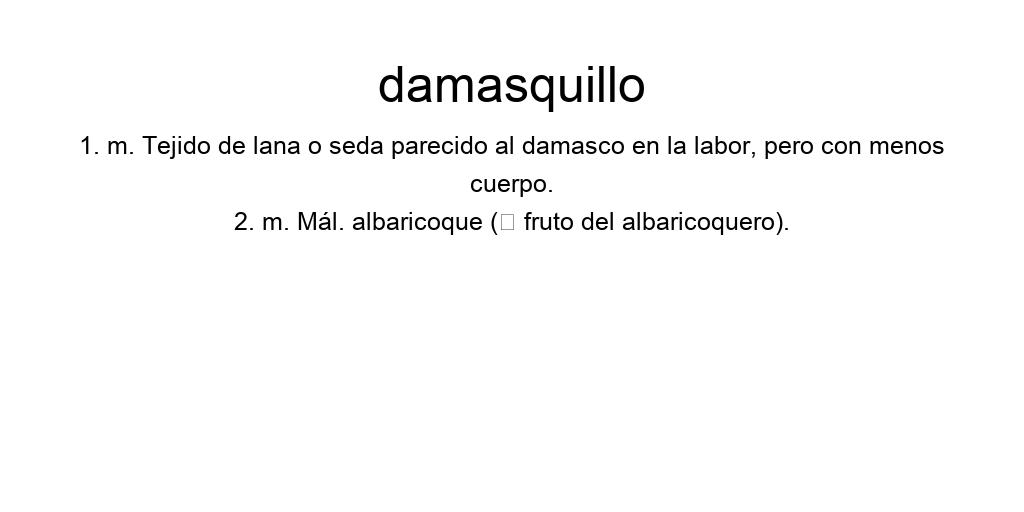 damasquillo
1. m. Tejido de lana o seda parecido al damasco en la labor, pero con menos
cuerpo.
2. m. Mál. albaricoque (□ fruto del albaricoquero).